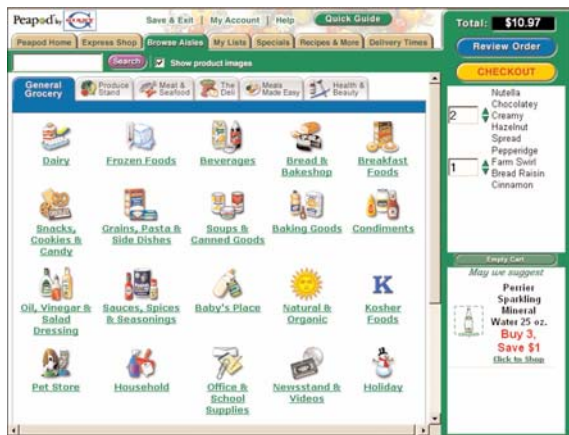 Peapod by GIANT
Save & Exit | My Account | Help
Quick Guide
Peapod Home
Express Shop
Browse Aisles
My Lists
Specials
Recipes & More
Delivery Times
Search
Show product images
General Grocery
Produce Stand
Meat & Seafood
The Deli
Meals Made Easy
Health & Beauty
Dairy
Frozen Foods
Beverages
Bread & Bakeshop
Breakfast Foods
Snacks, Cookies & Candy
Grains, Pasta & Side Dishes
Soups & Canned Goods
Baking Goods
Condiments
Oil, Vinegar & Salad Dressing
Sauces, Spices & Seasonings
Baby's Place
Natural & Organic
K
Kosher Foods
Pet Store
Household
Office & School Supplies
Newsstand & Videos
Holiday
Total: $10.97
Review Order
CHECKOUT
2
Nutella
Chocolatey
Creamy
Hazelnut
Spread
1
Pepperidge
Farm Swirl
Bread Raisin
Cinnamon
Empty Cart
May we suggest
Perrier
Sparkling
Mineral
Water 25 oz.
Buy 3,
Save $1
Click to Shop